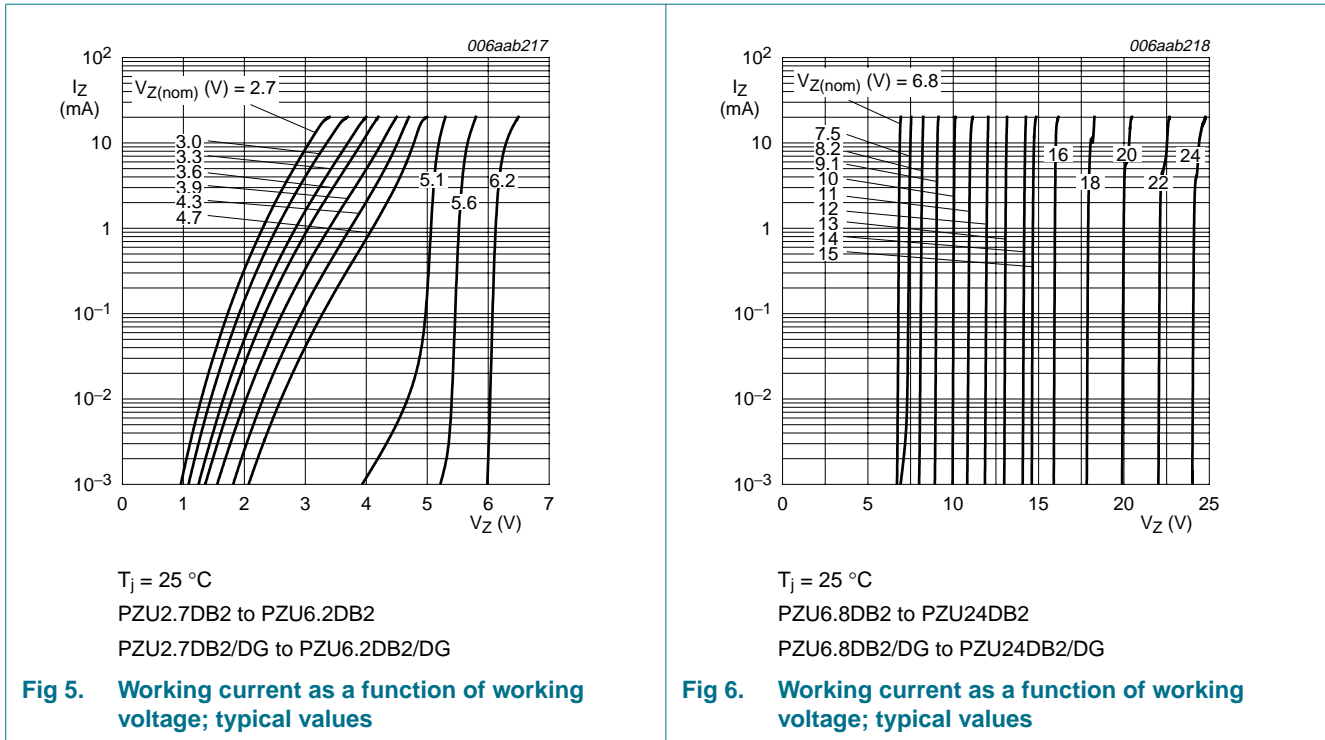 006aab217
10²
I_Z
(mA)
V_Z(nom) (V) = 2.7
10
3.0
3.3
3.6
3.9
4.3
4.7
5.1
5.6
6.2
1
10⁻¹
10⁻²
10⁻³
0 1 2 3 4 5 6 7
V_Z (V)
T_j = 25 °C
PZU2.7DB2 to PZU6.2DB2
PZU2.7DB2/DG to PZU6.2DB2/DG
Fig 5. Working current as a function of working
voltage; typical values
006aab218
10²
I_Z
(mA)
V_Z(nom) (V) = 6.8
10
7.5
8.2
9.1
10
11
12
13
14
15
16
18
20
22
24
1
10⁻¹
10⁻²
10⁻³
0 5 10 15 20 25
V_Z (V)
T_j = 25 °C
PZU6.8DB2 to PZU24DB2
PZU6.8DB2/DG to PZU24DB2/DG
Fig 6. Working current as a function of working
voltage; typical values